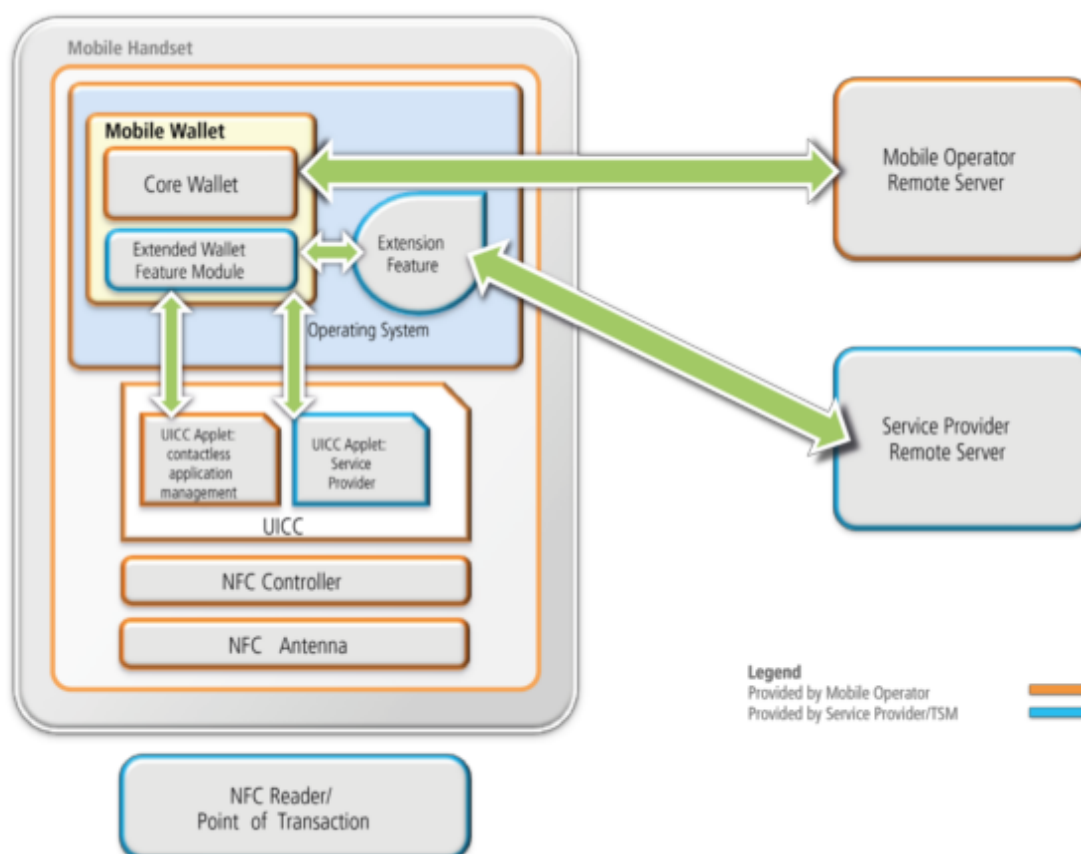 Mobile Handset
Mobile Wallet
Core Wallet
Extended Wallet
Feature Module
Extension
Feature
Operating System
Mobile Operator
Remote Server
Service Provider
Remote Server
UICC Applet:
contactless
application
management
UICC Applet:
Service
Provider
UICC
NFC Controller
NFC Antenna
Legend
Provided by Mobile Operator
Provided by Service Provider/TSM
NFC Reader/
Point of Transaction